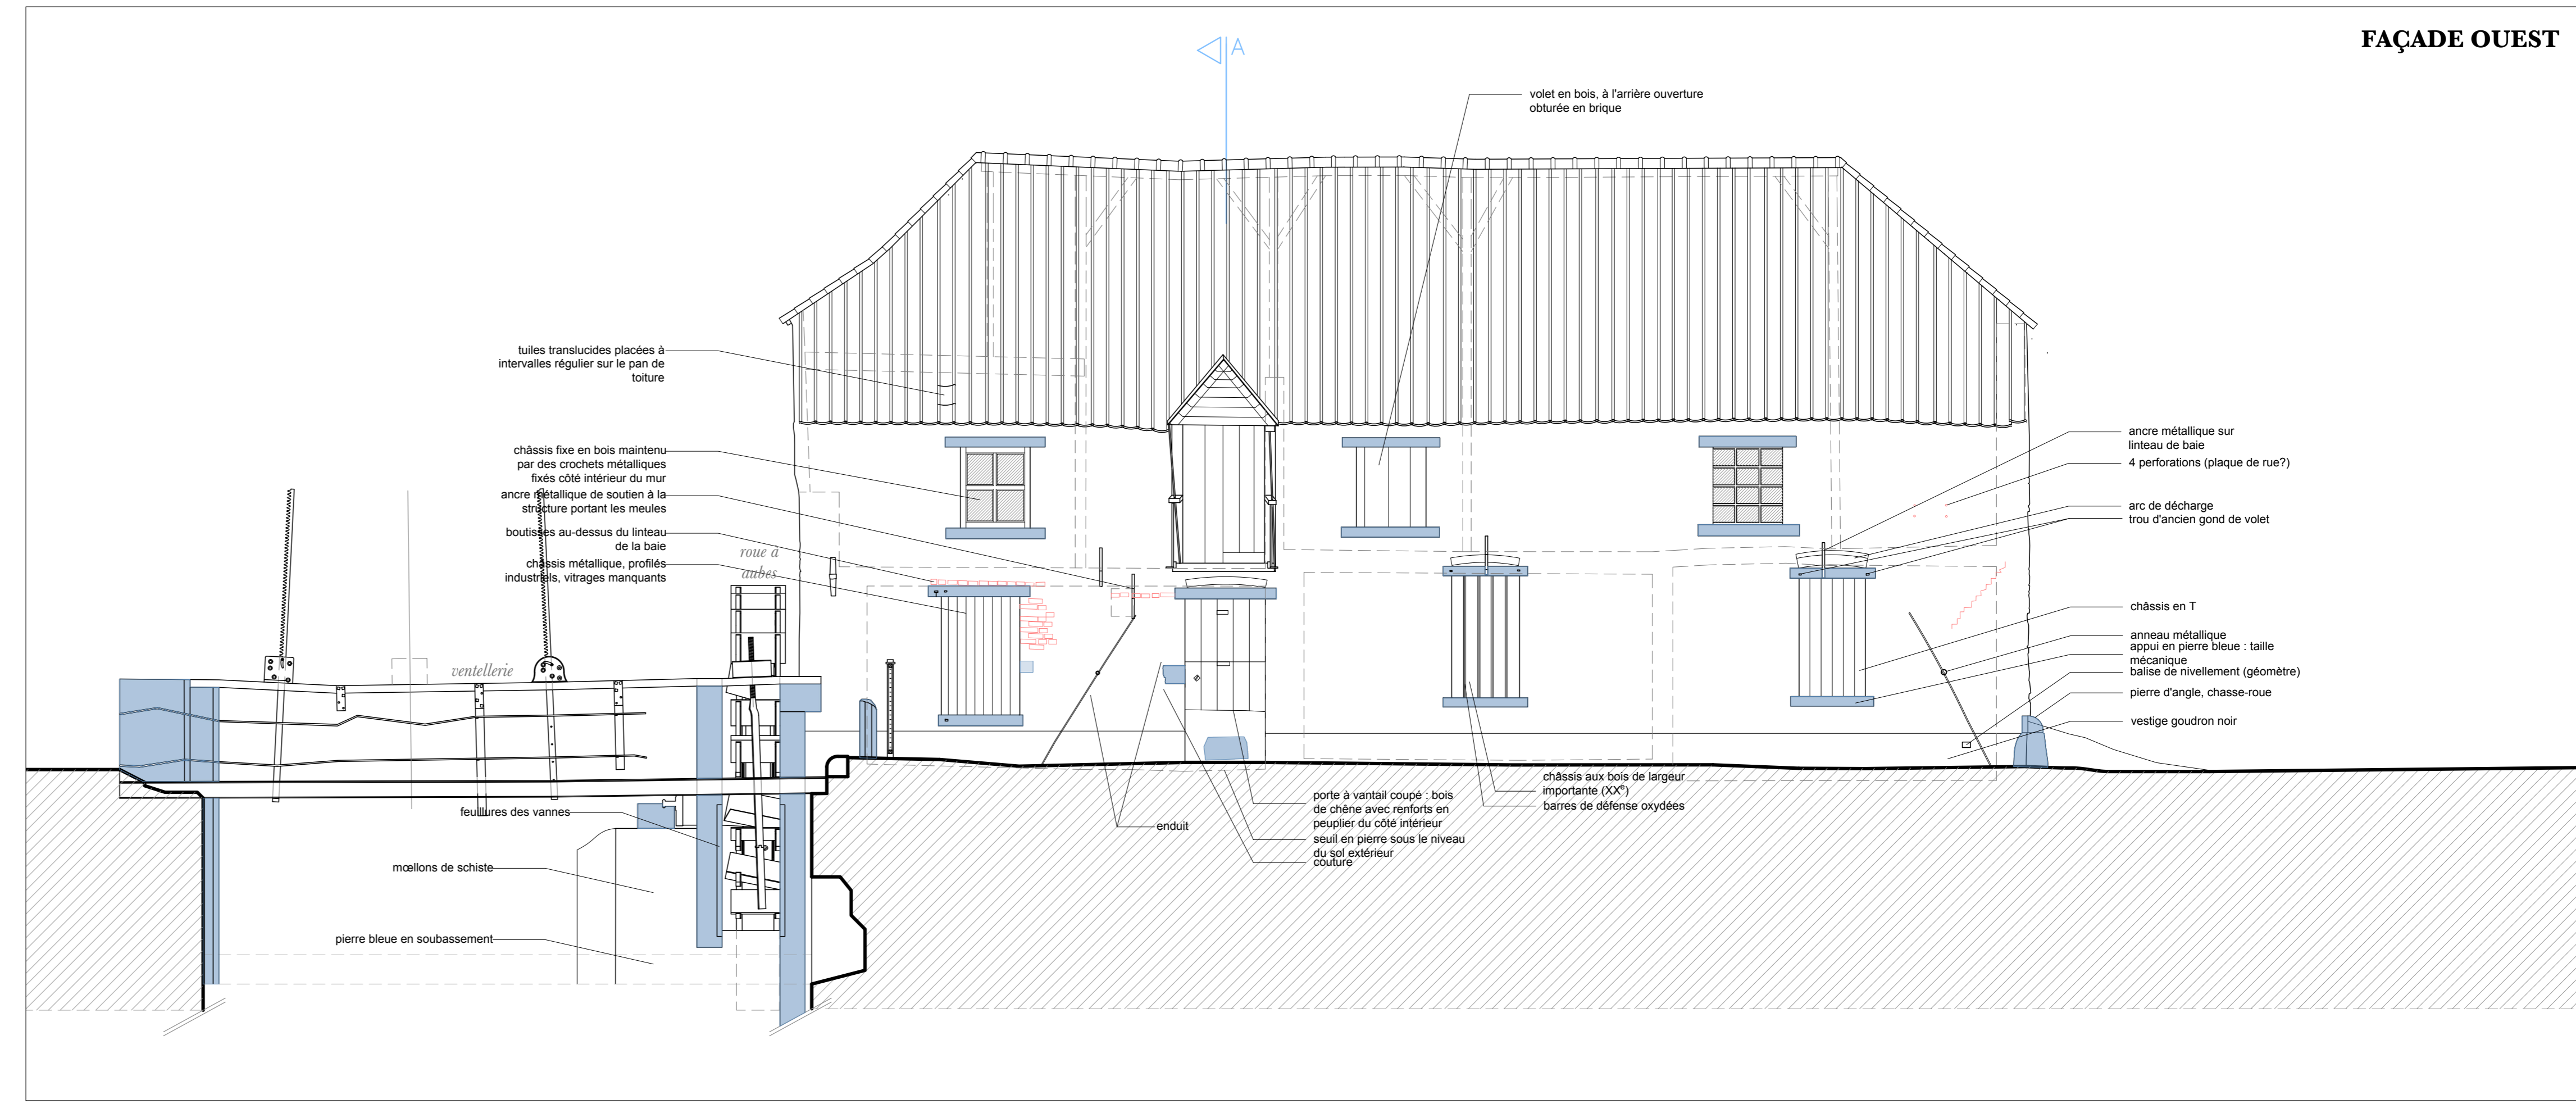 FAÇADE OUEST
A
volet en bois, à l'arrière ouverture
obturée en brique
tuiles translucides placées à
intervalles régulier sur le pan de
toiture
châssis fixe en bois maintenu
par des crochets métalliques
fixés côté intérieur du mur
ancre métallique de soutien à la
structure portant les meules
boutisses au-dessus du linteau
de la baie
châssis métallique, profilés
industriels, vitrages manquants
roue à
aubes
ventellerie
feuillures des vannes
mœllons de schiste
pierre bleue en soubassement
enduit
porte à vantail coupé : bois
de chêne avec renforts en
peuplier du côté intérieur
seuil en pierre sous le niveau
du sol extérieur
couture
châssis aux bois de largeur
importante (XXe)
barres de défense oxydées
ancre métallique sur
linteau de baie
4 perforations (plaque de rue?)
arc de décharge
trou d'ancien gond de volet
châssis en T
anneau métallique
appui en pierre bleue : taille
mécanique
balise de nivellement (géomètre)
pierre d'angle, chasse-roue
vestige goudron noir